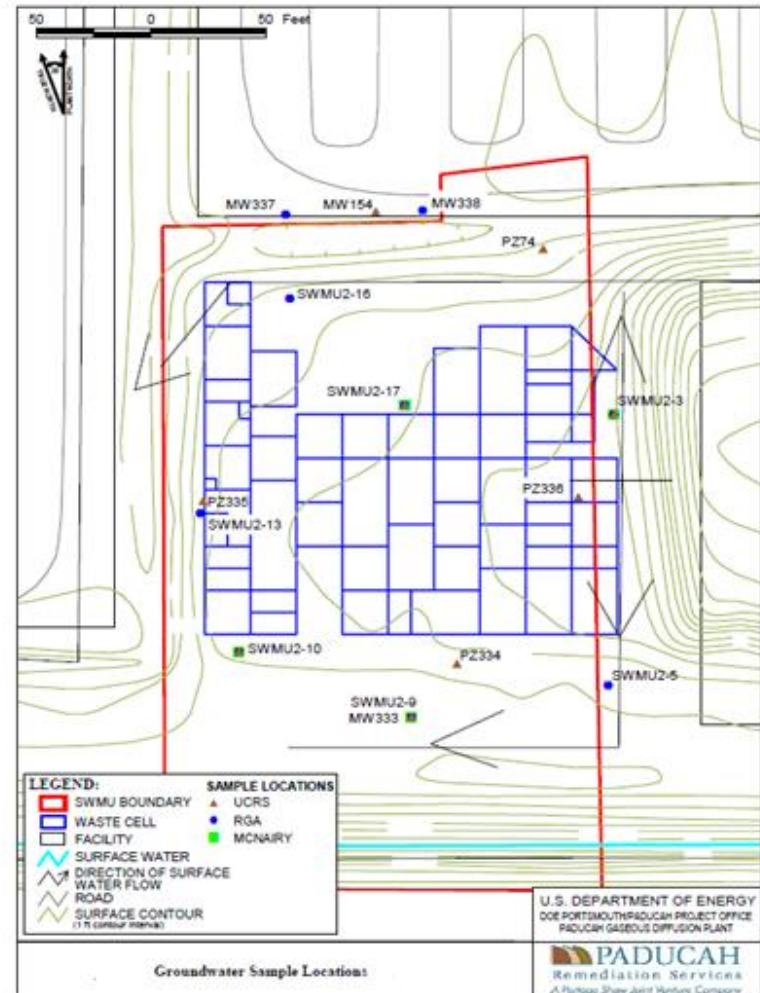 50 0 50 Feet
MW337
MW154
MW338
PZ74
SWMU2-16
SWMU2-17
SWMU2-3
PZ336
PZ335
SWMU2-13
SWMU2-10
PZ334
SWMU2-5
SWMU2-9
MW333
LEGEND:
SWMU BOUNDARY
WASTE CELL
FACILITY
SURFACE WATER
DIRECTION OF SURFACE
WATER FLOW
ROAD
SURFACE CONTOUR
(1 ft contour interval)
SAMPLE LOCATIONS
UCRS
RGA
MCNAIRY
U.S. DEPARTMENT OF ENERGY
DOE PORTSMOUTH/PADUCAH PROJECT OFFICE
PADUCAH GASEOUS DIFFUSION PLANT
Groundwater Sample Locations
PADUCAH
Remediation Services
A Portage Shaw Joint Venture Company